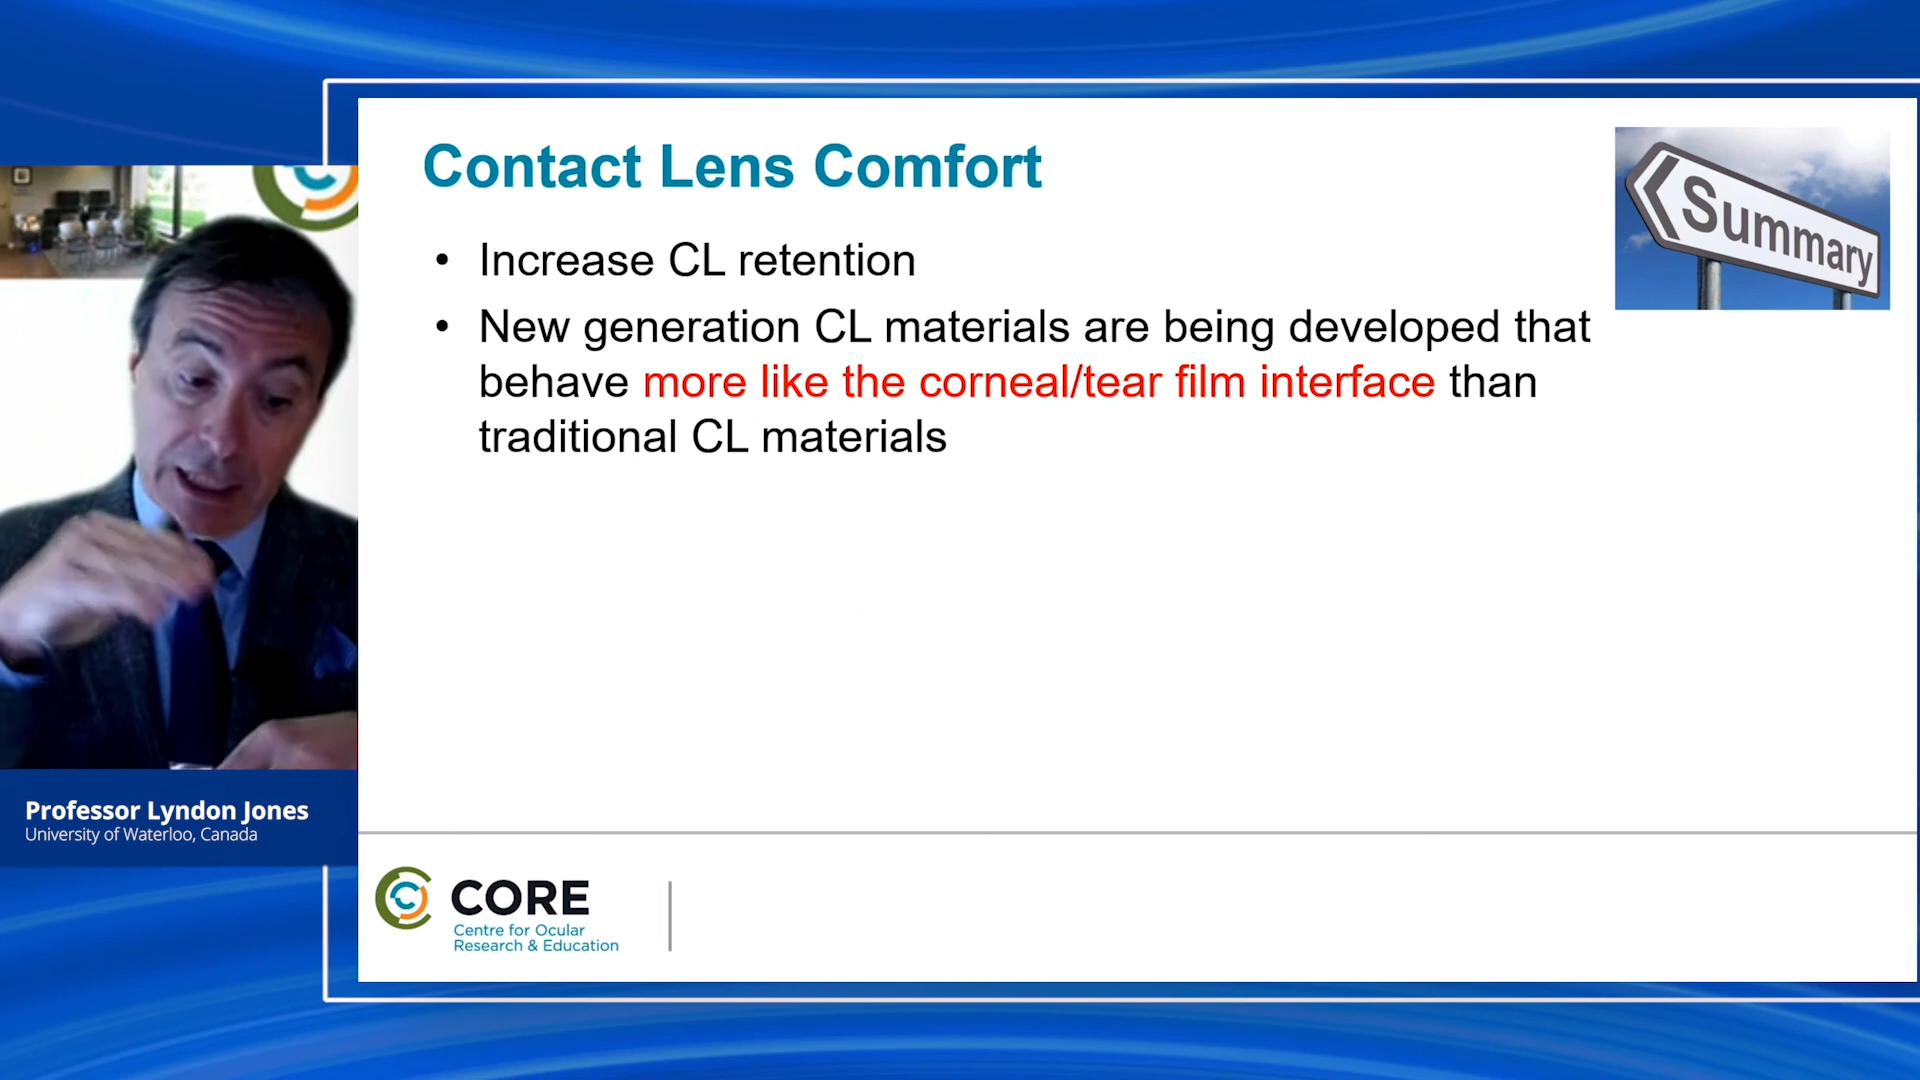 Contact Lens Comfort
Summary
• Increase CL retention
• New generation CL materials are being developed that
behave more like the corneal/tear film interface than
traditional CL materials
Professor Lyndon Jones
University of Waterloo, Canada
CORE
Centre for Ocular
Research & Education